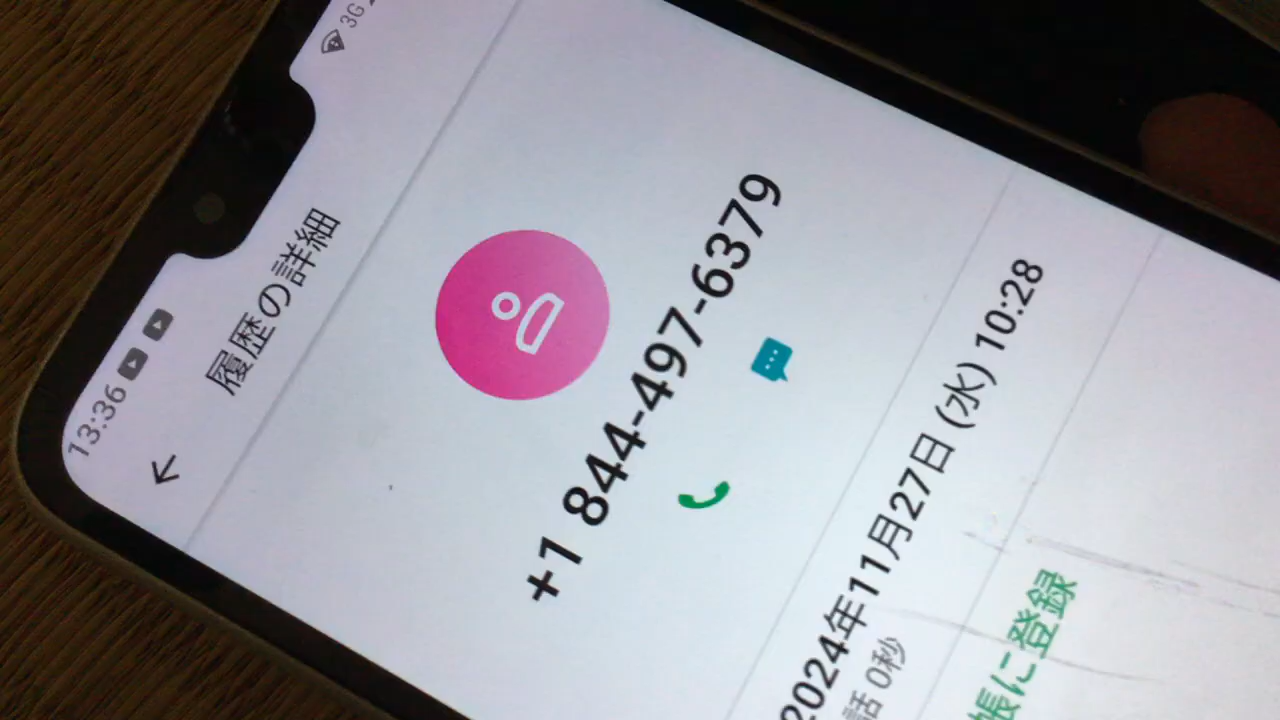 13:36
3G
履歴の詳細
+1 844-497-6379
2024年11月27日 (水) 10:28
話 0秒
帳に登録